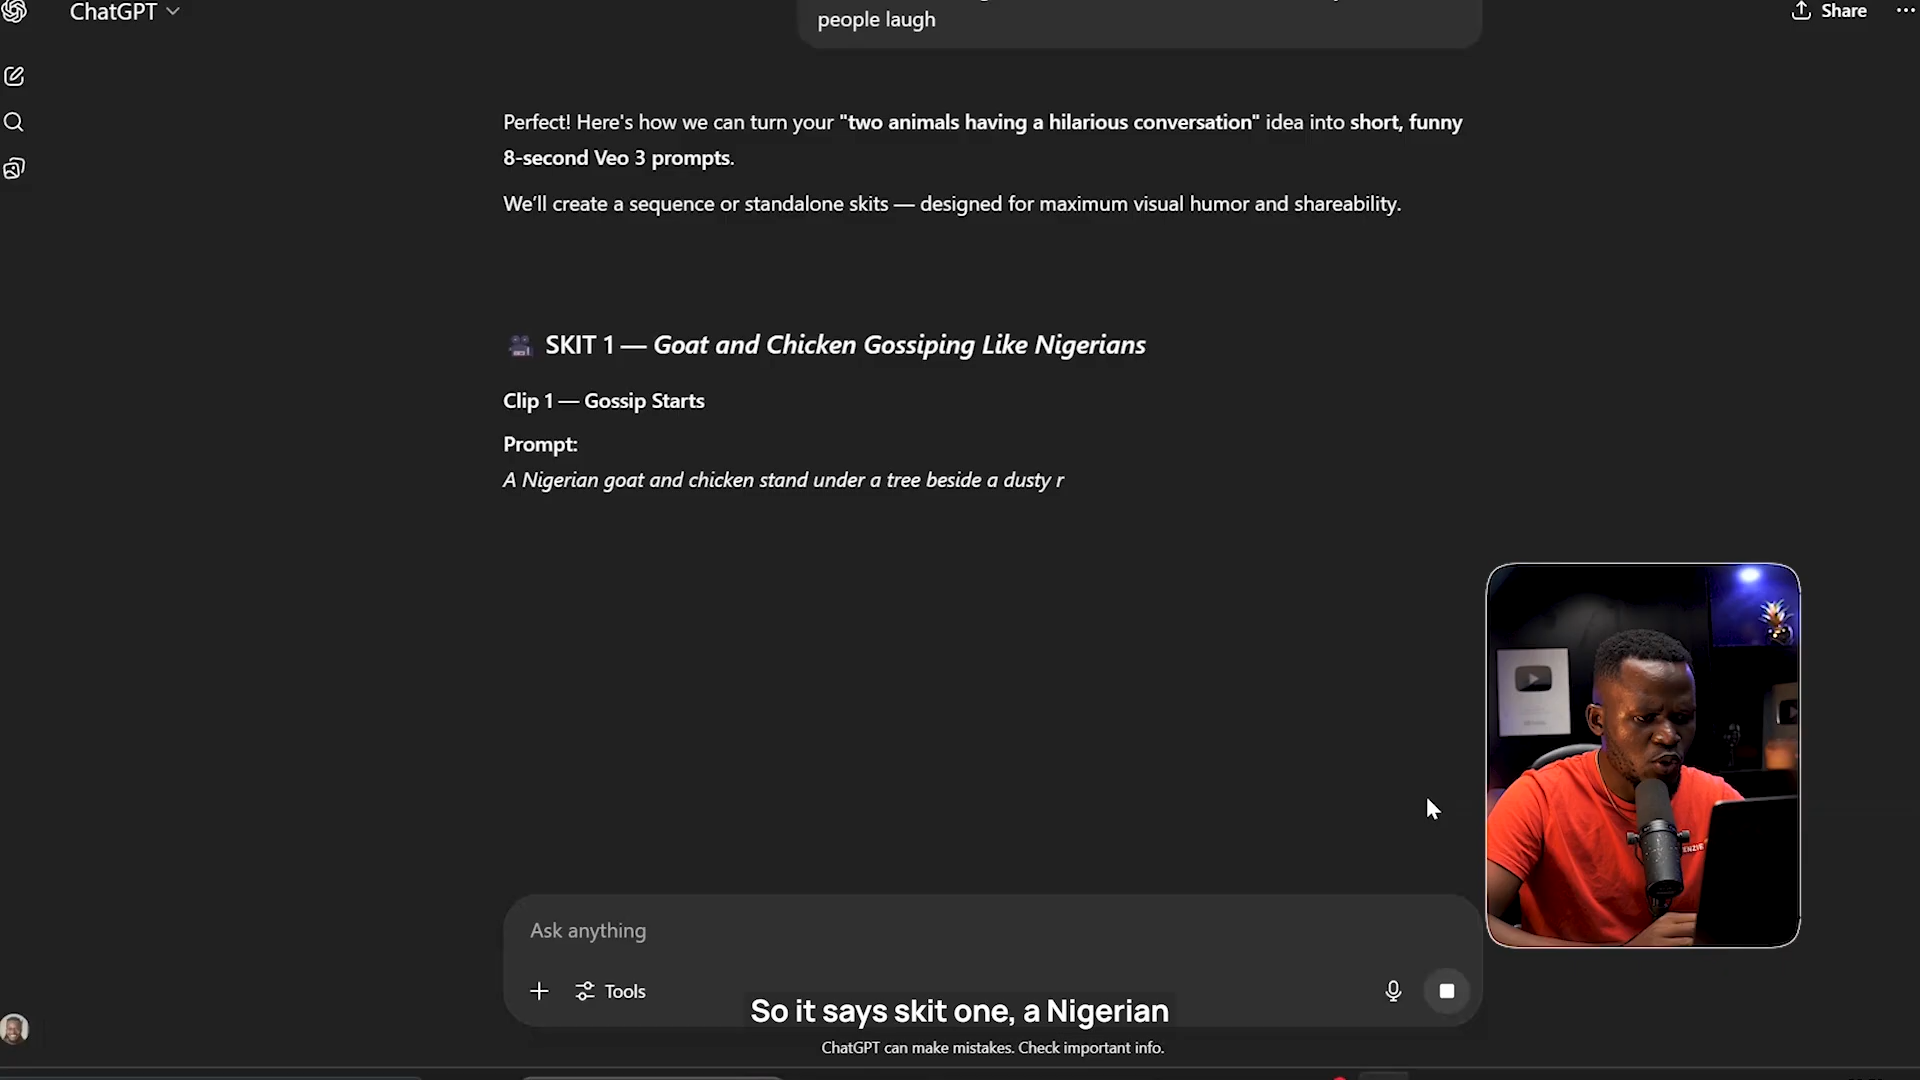 ChatGPT
people laugh
Share
Perfect! Here's how we can turn your "two animals having a hilarious conversation" idea into short, funny
8-second Veo 3 prompts.
We'll create a sequence or standalone skits — designed for maximum visual humor and shareability.
SKIT 1 — Goat and Chicken Gossiping Like Nigerians
Clip 1 — Gossip Starts
Prompt:
A Nigerian goat and chicken stand under a tree beside a dusty r
Ask anything
Tools
So it says skit one, a Nigerian
ChatGPT can make mistakes. Check important info.